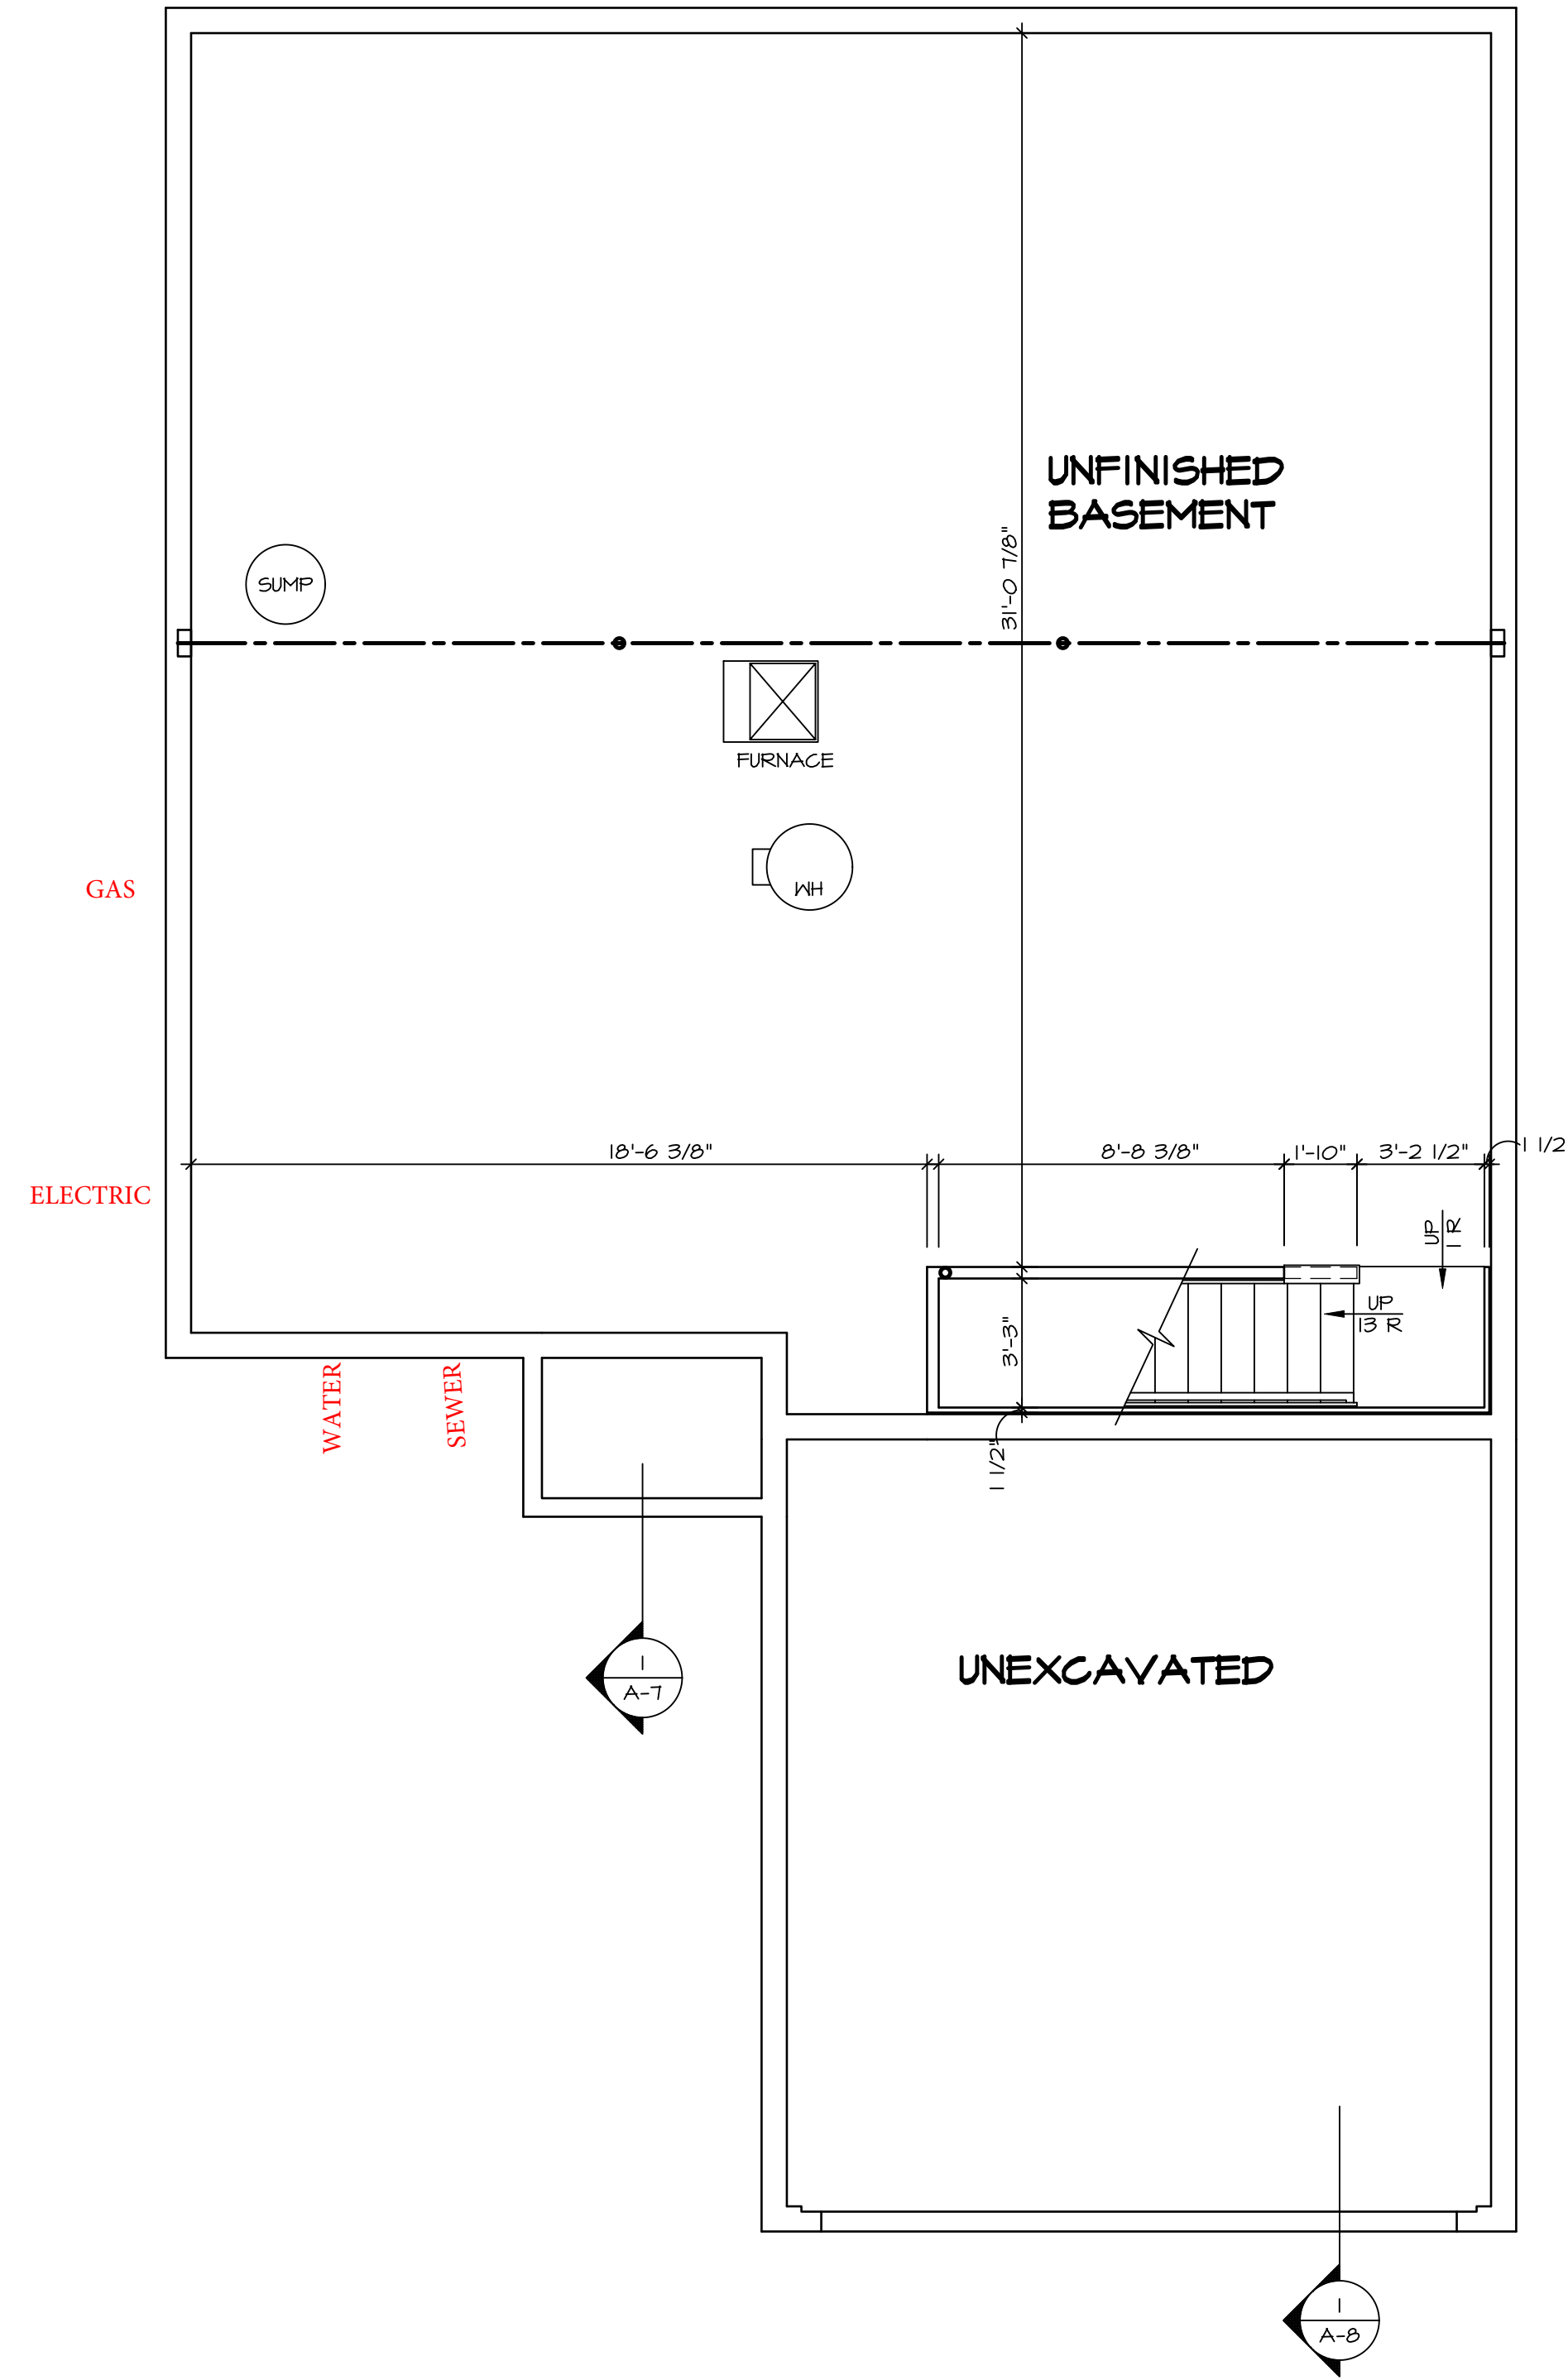 UNFINISHED
BASEMENT
31'-0 7/8"
SUMP
FURNACE
WH
GAS
18'-6 3/8"
8'-8 3/8"
1'-10"
3'-2 1/2"
1 1/2
ELECTRIC
UP
1 R
UP
13 R
3'-3"
WATER
SEWER
1 1/2"
UNEXCAVATED
1
A-7
1
A-8